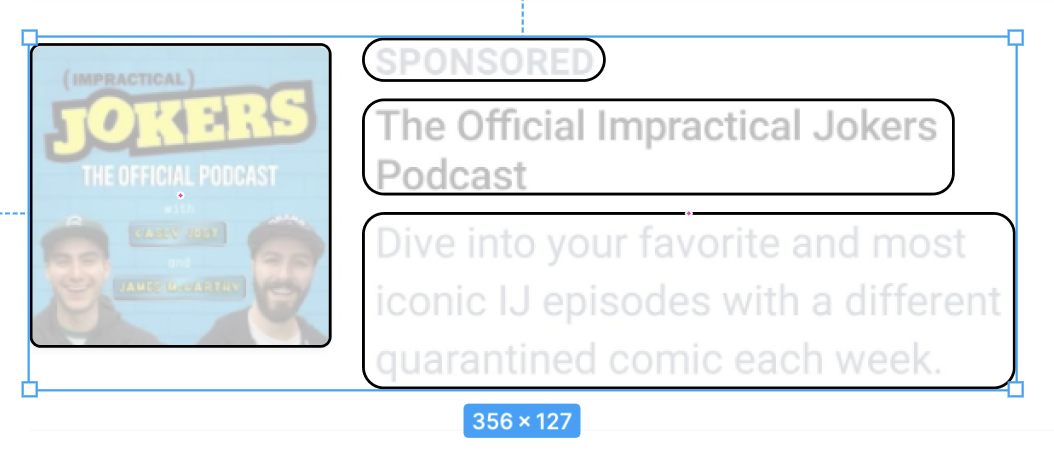 (IMPRACTICAL)
JOKERS
THE OFFICIAL PODCAST
with
CASEY JOST
and
JAMES McCARTHY
SPONSORED
The Official Impractical Jokers
Podcast
Dive into your favorite and most
iconic IJ episodes with a different
quarantined comic each week.
356 × 127